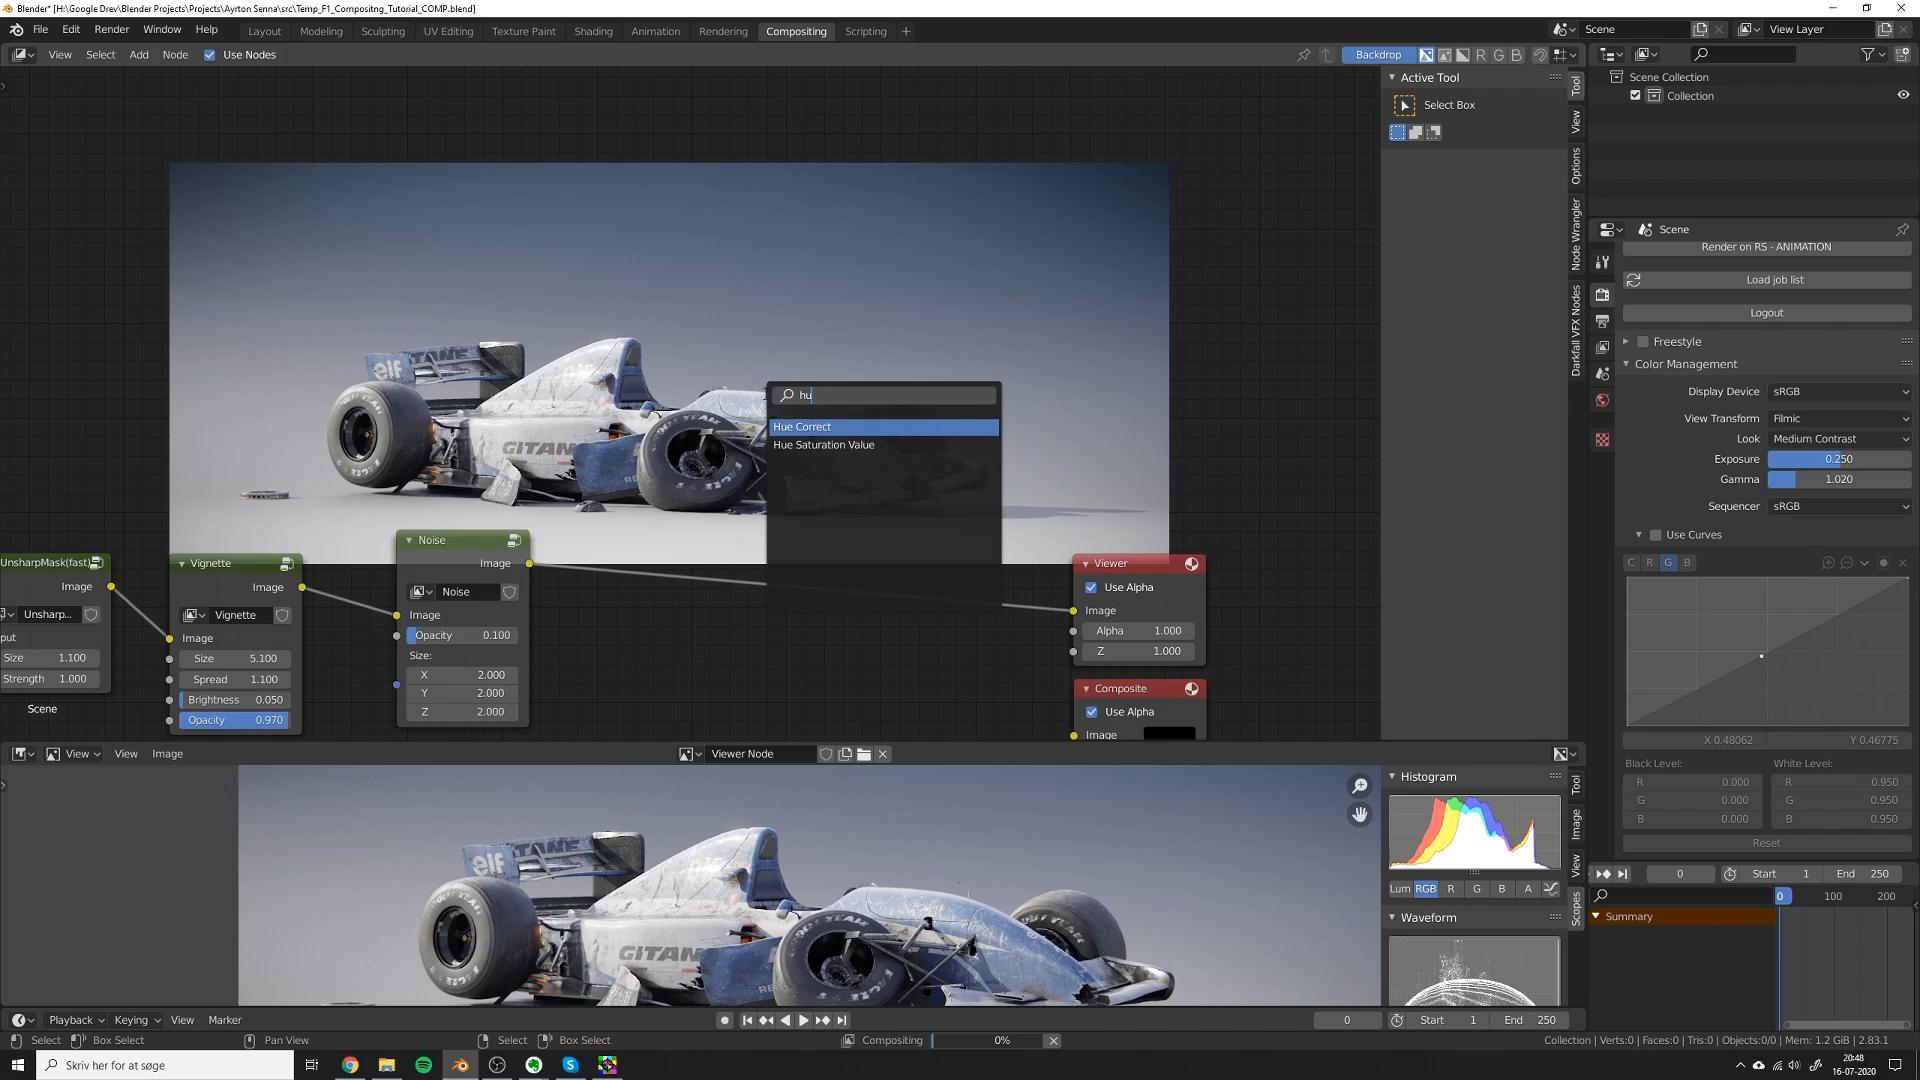 Blender* [H:\Google Drev\Blender Projects\Projects\Ayrton Senna\src\Temp_F1_Compositng_Tutorial_COMP.blend]
File Edit Render Window Help
Layout Modeling Sculpting UV Editing Texture Paint Shading Animation Rendering Compositing Scripting +
Scene
View Layer
View Select Add Node Use Nodes
Backdrop
R G B
Active Tool
Select Box
Tool
View
Options
Node Wrangler
Darkfall VFX Nodes
Scene Collection
Collection
Scene
Render on RS - ANIMATION
Load job list
Logout
Freestyle
Color Management
Display Device sRGB
View Transform Filmic
Look Medium Contrast
Exposure 0.250
Gamma 1.020
Sequencer sRGB
Use Curves
C R G B
X 0.48062 Y 0.46775
Black Level: White Level:
R 0.000 R 0.950
G 0.000 G 0.950
B 0.000 B 0.950
Reset
hu
Hue Correct
Hue Saturation Value
elf
GITANE
UnsharpMask(fast)
Image
Unsharp...
put
Size 1.100
Strength 1.000
Scene
Vignette
Image
Vignette
Image
Size 5.100
Spread 1.100
Brightness 0.050
Opacity 0.970
Noise
Image
Noise
Image
Opacity 0.100
Size:
X 2.000
Y 2.000
Z 2.000
Viewer
Use Alpha
Image
Alpha 1.000
Z 1.000
Composite
Use Alpha
Image
View View Image
Viewer Node
elf
GITANE
Histogram
Lum RGB R G B A
Waveform
Tool
Image
View
Scopes
0 Start 1 End 250
0 100 200
Summary
Playback Keying View Marker
0 Start 1 End 250
Select Box Select Pan View Select Box Select
Compositing 0%
Collection | Verts:0 | Faces:0 | Tris:0 | Objects:0/0 | Mem: 1.2 GiB | 2.83.1
Skriv her for at søge
20:48
16-07-2020